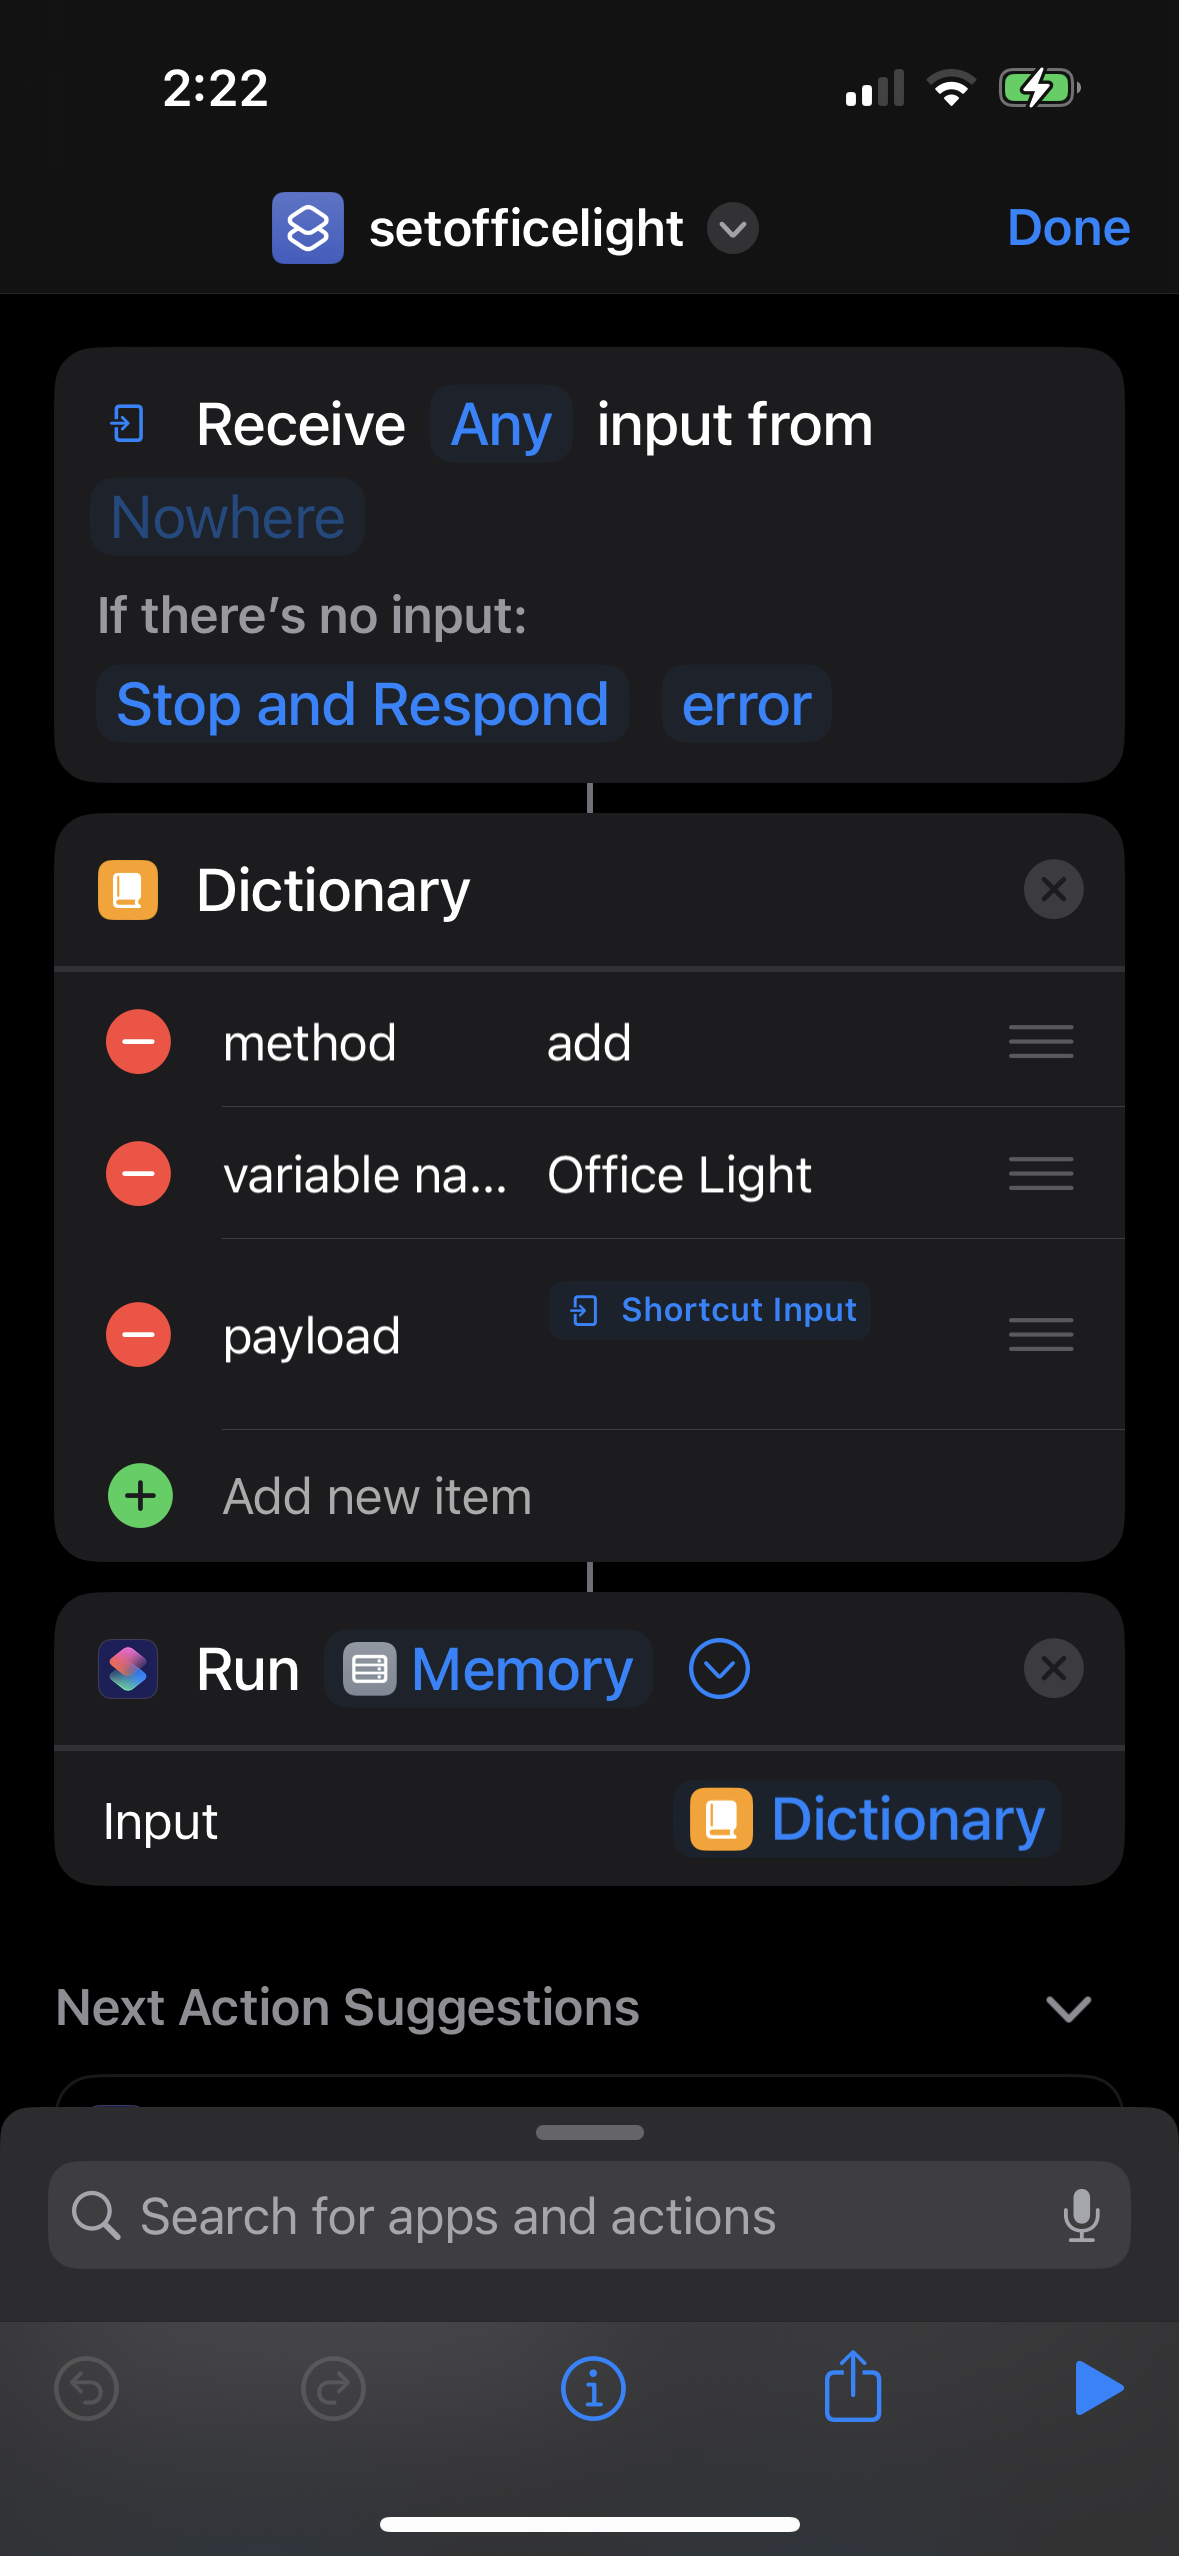 2:22
setofficelight
Done
Receive Any input from
Nowhere
If there's no input:
Stop and Respond error
Dictionary
method add
variable na... Office Light
payload Shortcut Input
Add new item
Run Memory
Input Dictionary
Next Action Suggestions
Search for apps and actions